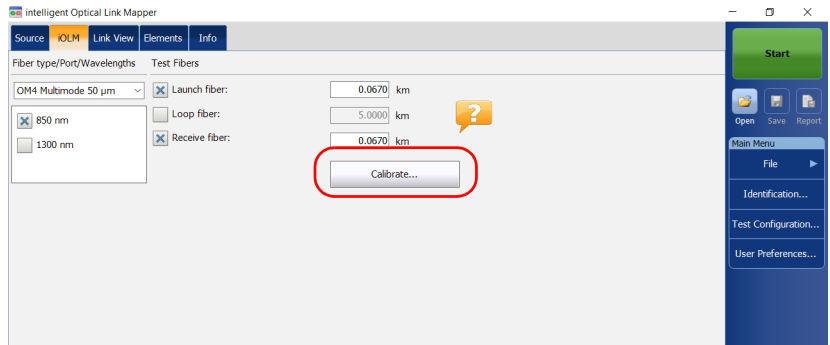 intelligent Optical Link Mapper
Source iOLM Link View Elements Info
Fiber type/Port/Wavelengths Test Fibers
OM4 Multimode 50 µm
850 nm
1300 nm
Launch fiber: 0.0670 km
Loop fiber: 5.0000 km
Receive fiber: 0.0670 km
?
Calibrate...
Start
Open Save Report
Main Menu
File
Identification...
Test Configuration...
User Preferences...